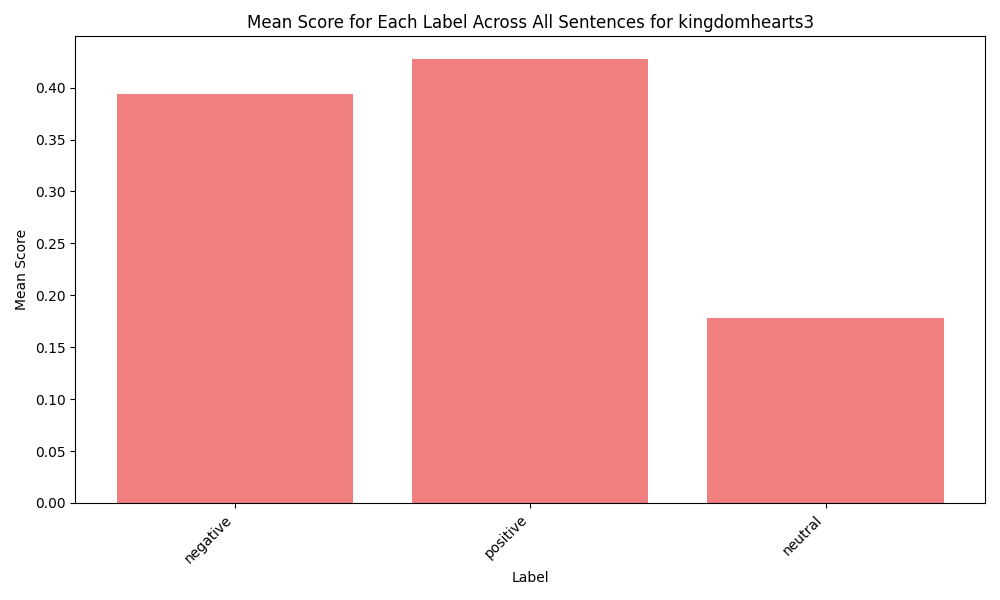 Mean Score for Each Label Across All Sentences for kingdomhearts3
Mean Score
0.40
0.35
0.30
0.25
0.20
0.15
0.10
0.05
0.00
negative
positive
neutral
Label